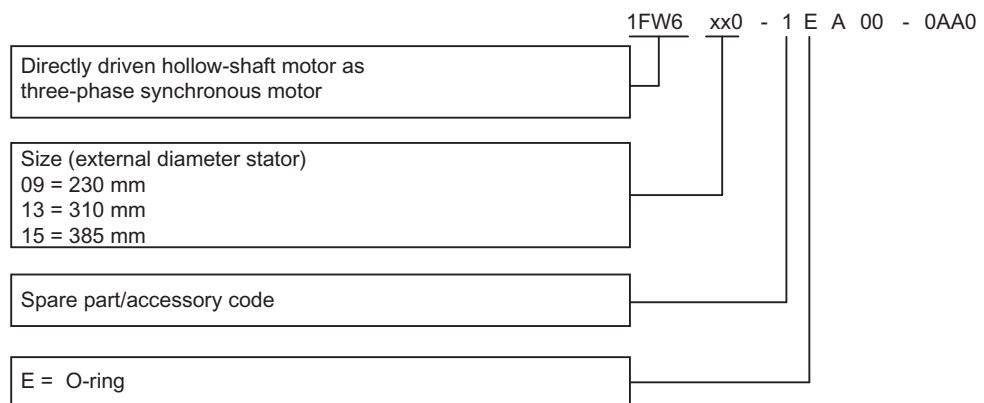 1FW6 xx0 - 1 E A 00 - 0AA0
Directly driven hollow-shaft motor as
three-phase synchronous motor
Size (external diameter stator)
09 = 230 mm
13 = 310 mm
15 = 385 mm
Spare part/accessory code
E = O-ring